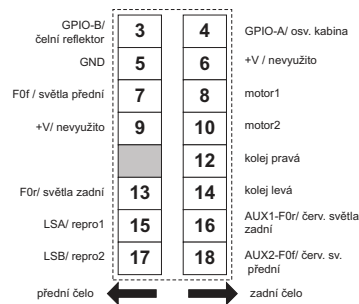 GPIO-B/
čelní reflektor
3
4
GPIO-A/ osv. kabina
GND
5
6
+V / nevyužito
F0f / světla přední
7
8
motor1
+V/ nevyužito
9
10
motor2
12
kolej pravá
F0r/ světla zadní
13
14
kolej levá
LSA/ repro1
15
16
AUX1-F0r/ červ. světla
zadní
LSB/ repro2
17
18
AUX2-F0f/ červ. sv.
přední
přední čelo
zadní čelo